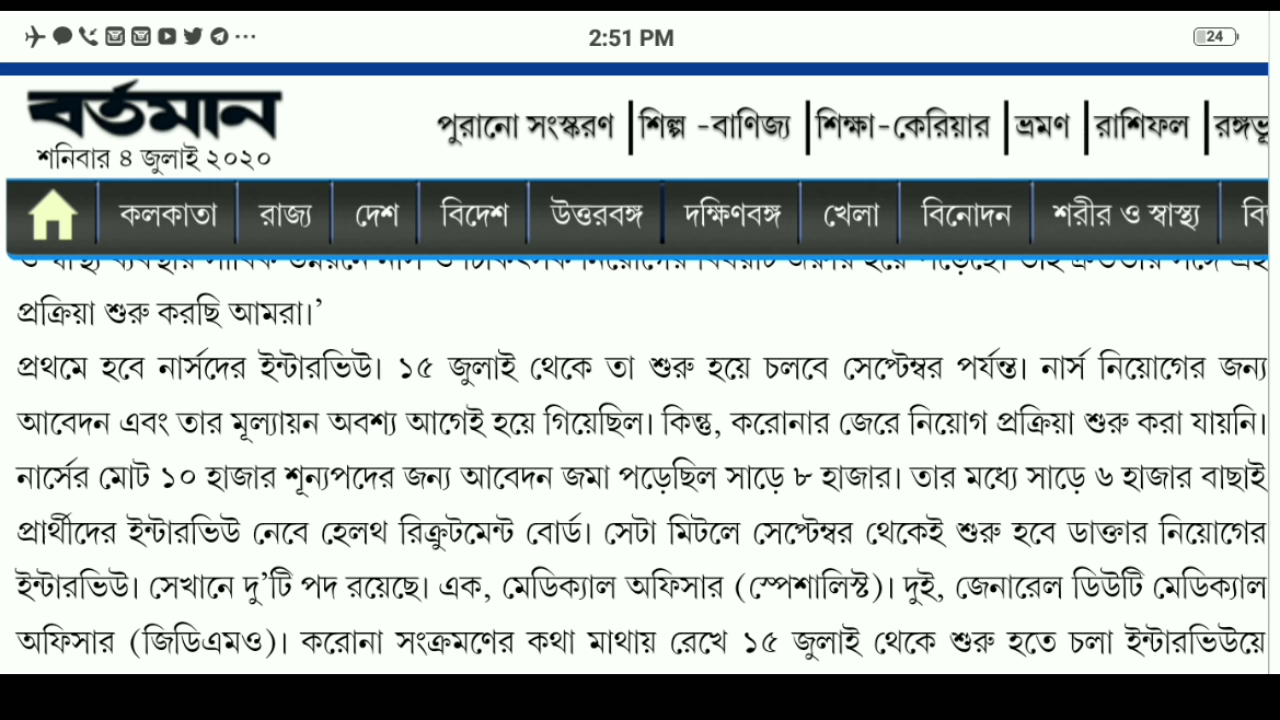 2:51 PM
24
বর্তমান
শনিবার ৪ জুলাই ২০২০
পুরানো সংস্করণ | শিল্প -বাণিজ্য | শিক্ষা-কেরিয়ার | ভ্রমণ | রাশিফল |
কলকাতা রাজ্য দেশ বিদেশ উত্তরবঙ্গ দক্ষিণবঙ্গ খেলা বিনোদন শরীর ও স্বাস্থ্য
প্রক্রিয়া শুরু করছি আমরা।’
প্রথমে হবে নার্সদের ইন্টারভিউ। ১৫ জুলাই থেকে তা শুরু হয়ে চলবে সেপ্টেম্বর পর্যন্ত। নার্স নিয়োগের জন্য
আবেদন এবং তার মূল্যায়ন অবশ্য আগেই হয়ে গিয়েছিল। কিন্তু, করোনার জেরে নিয়োগ প্রক্রিয়া শুরু করা যায়নি।
নার্সের মোট ১০ হাজার শূন্যপদের জন্য আবেদন জমা পড়েছিল সাড়ে ৮ হাজার। তার মধ্যে সাড়ে ৬ হাজার বাছাই
প্রার্থীদের ইন্টারভিউ নেবে হেলথ রিক্রুটমেন্ট বোর্ড। সেটা মিটলে সেপ্টেম্বর থেকেই শুরু হবে ডাক্তার নিয়োগের
ইন্টারভিউ। সেখানে দু’টি পদ রয়েছে। এক, মেডিক্যাল অফিসার (স্পেশালিস্ট)। দুই, জেনারেল ডিউটি মেডিক্যাল
অফিসার (জিডিএমও)। করোনা সংক্রমণের কথা মাথায় রেখে ১৫ জুলাই থেকে শুরু হতে চলা ইন্টারভিউয়ে